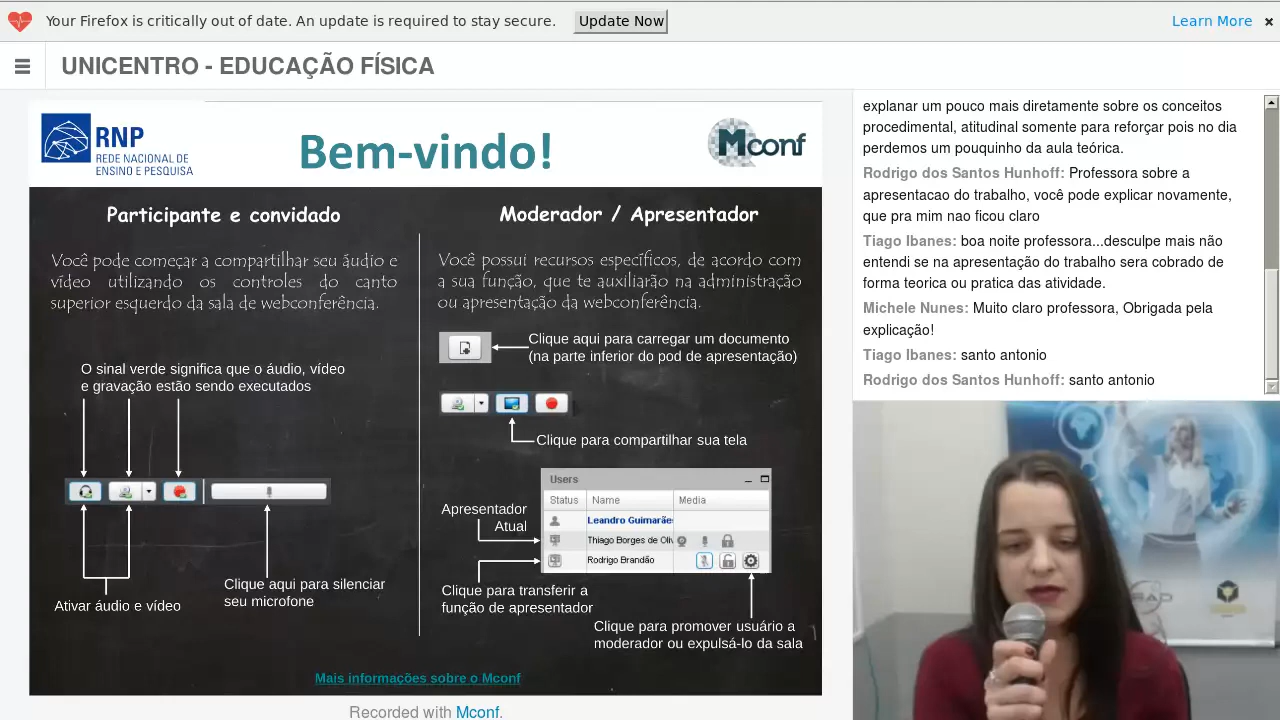 Your Firefox is critically out of date. An update is required to stay secure.
Update Now
Learn More
UNICENTRO - EDUCAÇÃO FÍSICA
RNP
REDE NACIONAL DE
ENSINO E PESQUISA
Bem-vindo!
Mconf
Participante e convidado
Você pode começar a compartilhar seu áudio e
vídeo utilizando os controles do canto
superior esquerdo da sala de webconferência.
O sinal verde significa que o áudio, vídeo
e gravação estão sendo executados
Ativar áudio e vídeo
Clique aqui para silenciar
seu microfone
Moderador / Apresentador
Você possui recursos específicos, de acordo com
a sua função, que te auxiliarão na administração
ou apresentação da webconferência.
Clique aqui para carregar um documento
(na parte inferior do pod de apresentação)
Clique para compartilhar sua tela
Users
Status Name Media
Leandro Guimarães
Thiago Borges de Oliv
Rodrigo Brandão
Apresentador
Atual
Clique para transferir a
função de apresentador
Clique para promover usuário a
moderador ou expulsá-lo da sala
Mais informações sobre o Mconf
Recorded with Mconf.
explanar um pouco mais diretamente sobre os conceitos
procedimental, atitudinal somente para reforçar pois no dia
perdemos um pouquinho da aula teórica.
Rodrigo dos Santos Hunhoff: Professora sobre a
apresentacao do trabalho, você pode explicar novamente,
que pra mim nao ficou claro
Tiago Ibanes: boa noite professora...desculpe mais não
entendi se na apresentação do trabalho sera cobrado de
forma teorica ou pratica das atividade.
Michele Nunes: Muito claro professora, Obrigada pela
explicação!
Tiago Ibanes: santo antonio
Rodrigo dos Santos Hunhoff: santo antonio